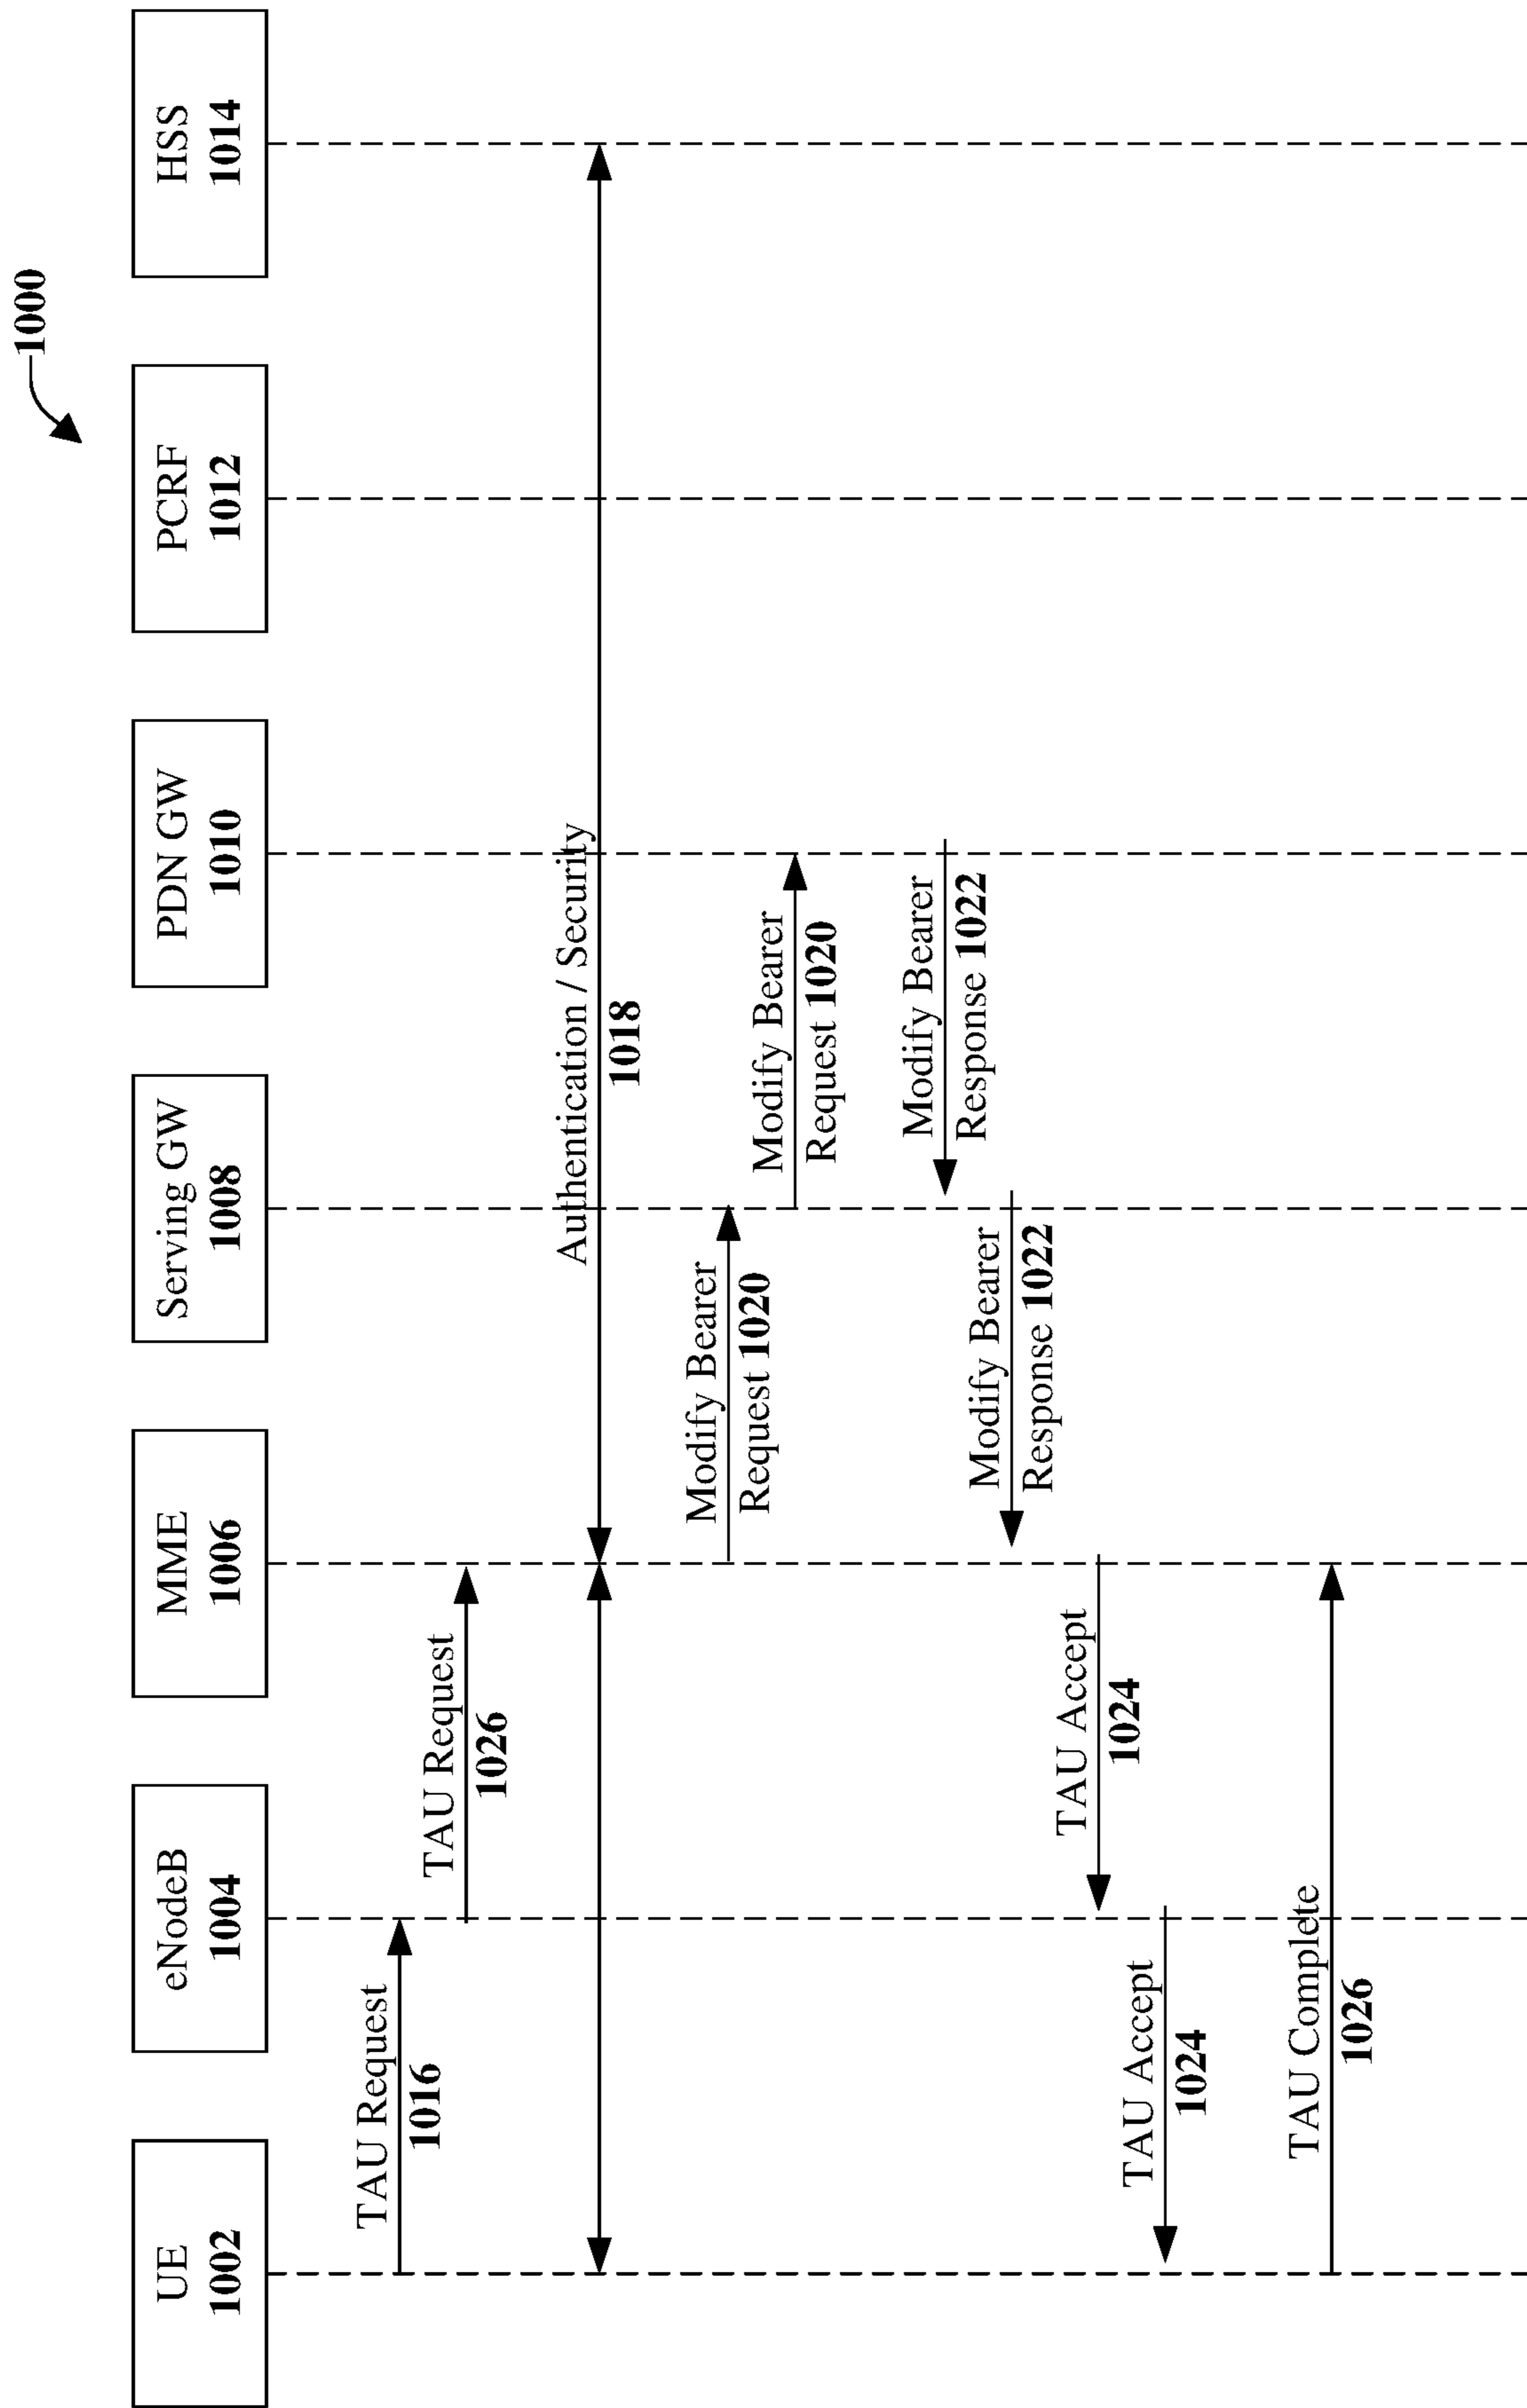 1000
UE
1002
eNodeB
1004
MME
1006
Serving GW
1008
PDN GW
1010
PCRF
1012
HSS
1014
TAU Request
1016
TAU Request
1026
Authentication / Security
1018
Modify Bearer
Request 1020
Modify Bearer
Request 1020
Modify Bearer
Response 1022
Modify Bearer
Response 1022
TAU Accept
1024
TAU Accept
1024
TAU Complete
1026